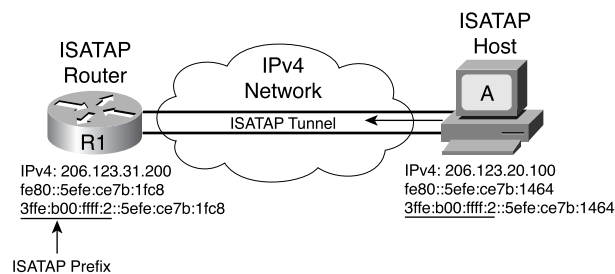 ISATAP
Router
R1
IPv4: 206.123.31.200
fe80::5efe:ce7b:1fc8
3ffe:b00:ffff:2::5efe:ce7b:1fc8
ISATAP Prefix
IPv4
Network
ISATAP Tunnel
ISATAP
Host
A
IPv4: 206.123.20.100
fe80::5efe:ce7b:1464
3ffe:b00:ffff:2::5efe:ce7b:1464